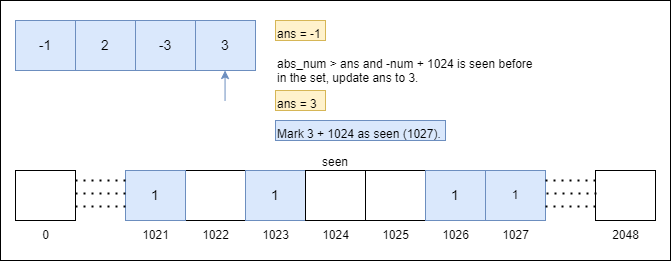 -1 2 -3 3
ans = -1
abs_num > ans and -num + 1024 is seen before
in the set, update ans to 3.
ans = 3
Mark 3 + 1024 as seen (1027).
seen
1 1 1 1
0 1021 1022 1023 1024 1025 1026 1027 2048